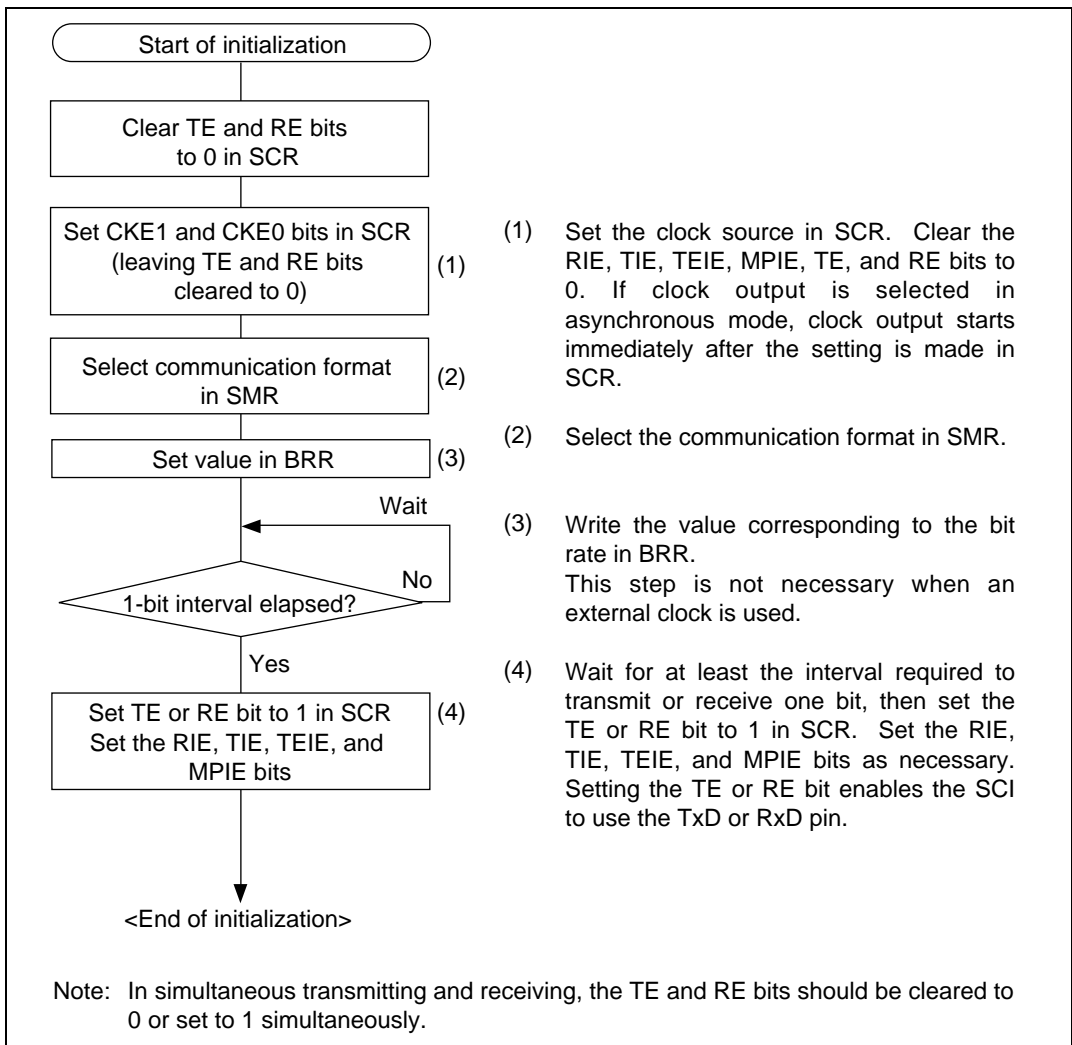 Start of initialization
Clear TE and RE bits
to 0 in SCR
Set CKE1 and CKE0 bits in SCR
(leaving TE and RE bits
cleared to 0)
(1)
Select communication format
in SMR
(2)
Set value in BRR
(3)
Wait
No
1-bit interval elapsed?
Yes
Set TE or RE bit to 1 in SCR
Set the RIE, TIE, TEIE, and
MPIE bits
(4)
<End of initialization>
(1) Set the clock source in SCR. Clear the
RIE, TIE, TEIE, MPIE, TE, and RE bits to
0. If clock output is selected in
asynchronous mode, clock output starts
immediately after the setting is made in
SCR.
(2) Select the communication format in SMR.
(3) Write the value corresponding to the bit
rate in BRR.
This step is not necessary when an
external clock is used.
(4) Wait for at least the interval required to
transmit or receive one bit, then set the
TE or RE bit to 1 in SCR. Set the RIE,
TIE, TEIE, and MPIE bits as necessary.
Setting the TE or RE bit enables the SCI
to use the TxD or RxD pin.
Note: In simultaneous transmitting and receiving, the TE and RE bits should be cleared to
0 or set to 1 simultaneously.